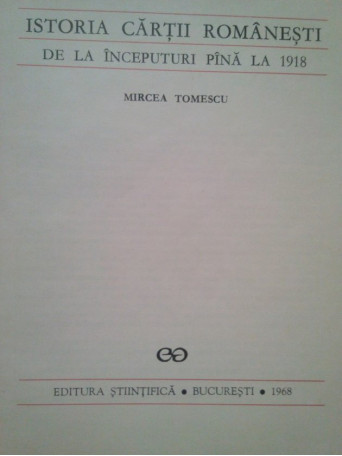 ISTORIA CĂRȚII ROMÂNEȘTI
DE LA ÎNCEPUTURI PÎNĂ LA 1918
MIRCEA TOMESCU
EDITURA ȘTIINȚIFICĂ • BUCUREȘTI • 1968